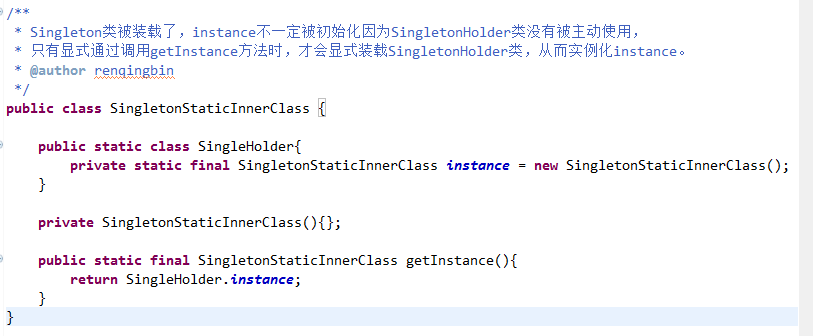 /**
 * Singleton类被装载了，instance不一定被初始化因为SingletonHolder类没有被主动使用，
 * 只有显式通过调用getInstance方法时，才会显式装载SingletonHolder类，从而实例化instance。
 * @author renqingbin
 */
public class SingletonStaticInnerClass {
    public static class SingleHolder{
        private static final SingletonStaticInnerClass instance = new SingletonStaticInnerClass();
    }
    private SingletonStaticInnerClass(){};
    public static final SingletonStaticInnerClass getInstance(){
        return SingleHolder.instance;
    }
}